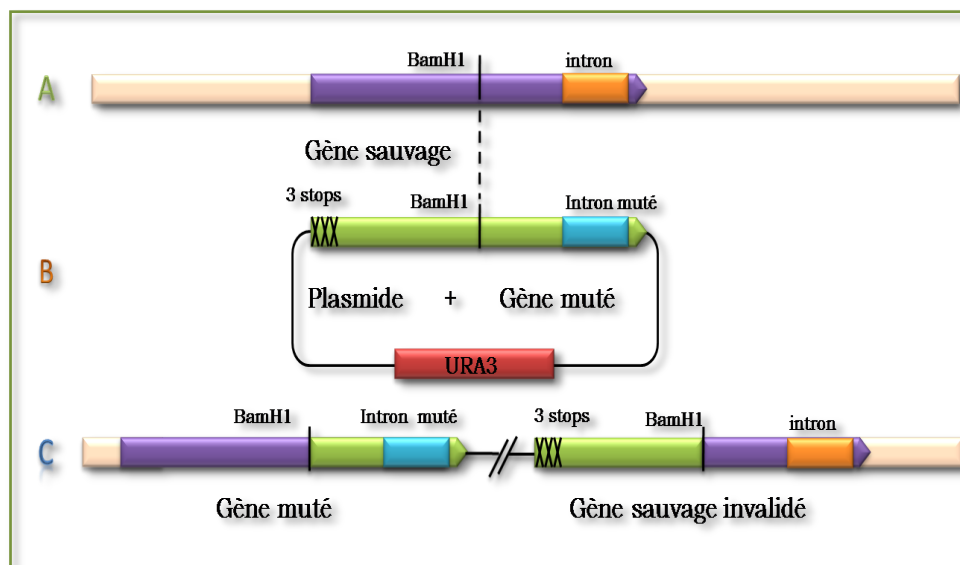 A
BamH1
intron
Gène sauvage
3 stops
BamH1
Intron muté
B
Plasmide + Gène muté
URA3
C
BamH1
Intron muté
3 stops
BamH1
intron
Gène muté
Gène sauvage invalidé